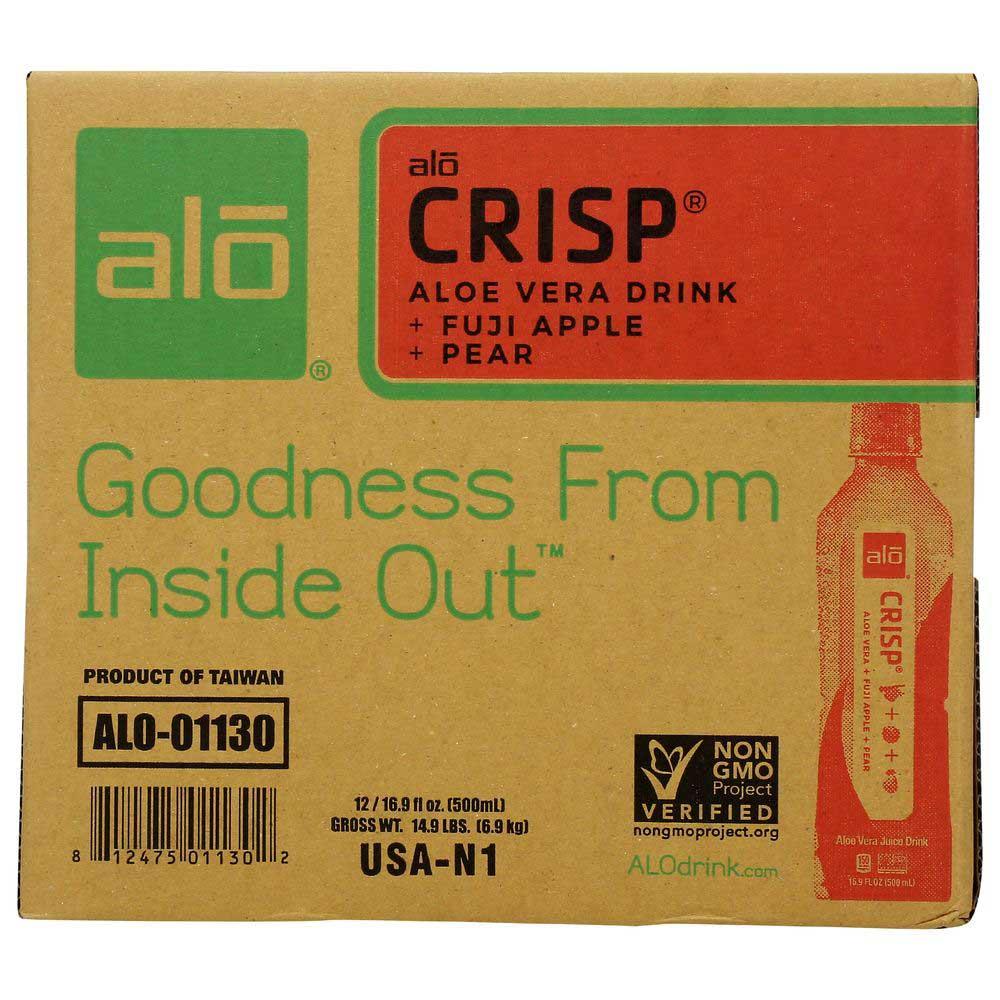 alō
®
alō
CRISP®
ALOE VERA DRINK
+ FUJI APPLE
+ PEAR
Goodness From
Inside Out™
PRODUCT OF TAIWAN
ALO-01130
8 12475 01130 2
12 / 16.9 fl oz. (500mL)
GROSS WT. 14.9 LBS. (6.9 kg)
USA-N1
NON
GMO
Project
VERIFIED
nongmoproject.org
ALOdrink.com
alō
CRISP®
ALOE VERA + FUJI APPLE + PEAR
Aloe Vera Juice Drink
150
16.9 FL OZ (500 mL)